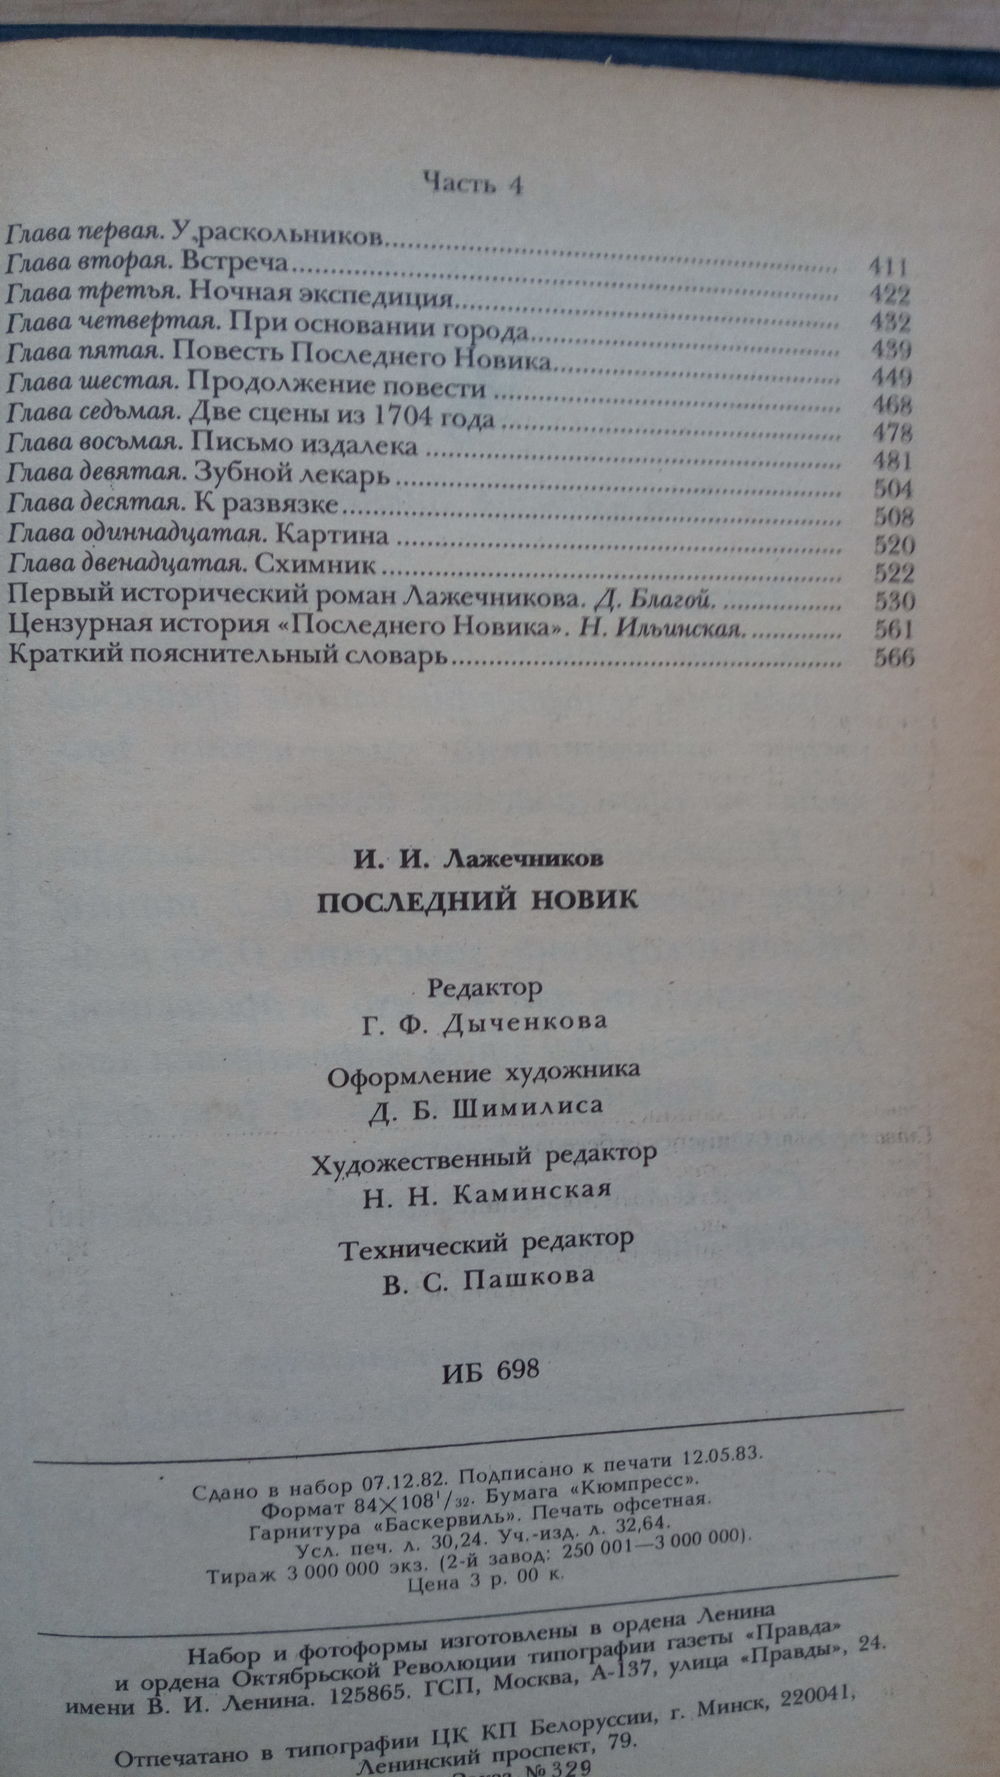 Часть 4
Глава первая. У раскольников..... 411
Глава вторая. Встреча..... 422
Глава третья. Ночная экспедиция..... 432
Глава четвертая. При основании города..... 439
Глава пятая. Повесть Последнего Новика..... 449
Глава шестая. Продолжение повести ..... 468
Глава седьмая. Две сцены из 1704 года ..... 478
Глава восьмая. Письмо издалека ..... 481
Глава девятая. Зубной лекарь ..... 504
Глава десятая. К развязке..... 508
Глава одиннадцатая. Картина ..... 520
Глава двенадцатая. Схимник ..... 522
Первый исторический роман Лажечникова. Д. Благой. ..... 530
Цензурная история «Последнего Новика». Н. Ильинская. ..... 561
Краткий пояснительный словарь..... 566
И. И. Лажечников
ПОСЛЕДНИЙ НОВИК
Редактор
Г. Ф. Дыченкова
Оформление художника
Д. Б. Шимилиса
Художественный редактор
Н. Н. Каминская
Технический редактор
В. С. Пашкова
ИБ 698
Сдано в набор 07.12.82. Подписано к печати 12.05.83.
Формат 84×108¹/₃₂. Бумага «Кюмпресс».
Гарнитура «Баскервиль». Печать офсетная.
Усл. печ. л. 30,24. Уч.-изд. л. 32,64.
Тираж 3 000 000 экз. (2-й завод: 250 001—3 000 000).
Цена 3 р. 00 к.
Набор и фотоформы изготовлены в ордена Ленина
и ордена Октябрьской Революции типографии газеты «Правда»
имени В. И. Ленина. 125865. ГСП, Москва, А-137, улица «Правды», 24.
Отпечатано в типографии ЦК КП Белоруссии, г. Минск, 220041,
Ленинский проспект, 79.
Заказ №329